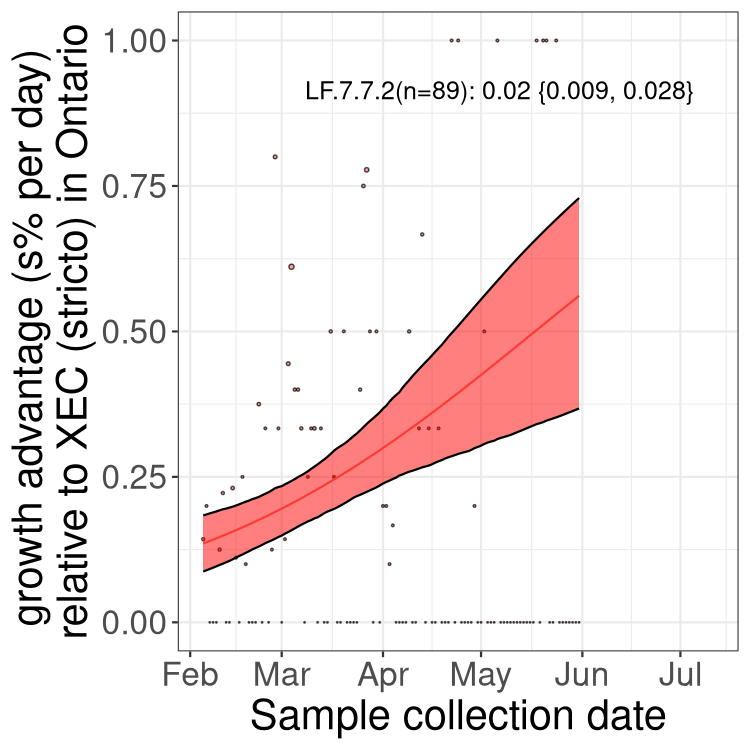 growth advantage (s% per day)
relative to XEC (stricto) in Ontario
1.00
0.75
0.50
0.25
0.00
LF.7.7.2(n=89): 0.02 {0.009, 0.028}
Feb Mar Apr May Jun Jul
Sample collection date